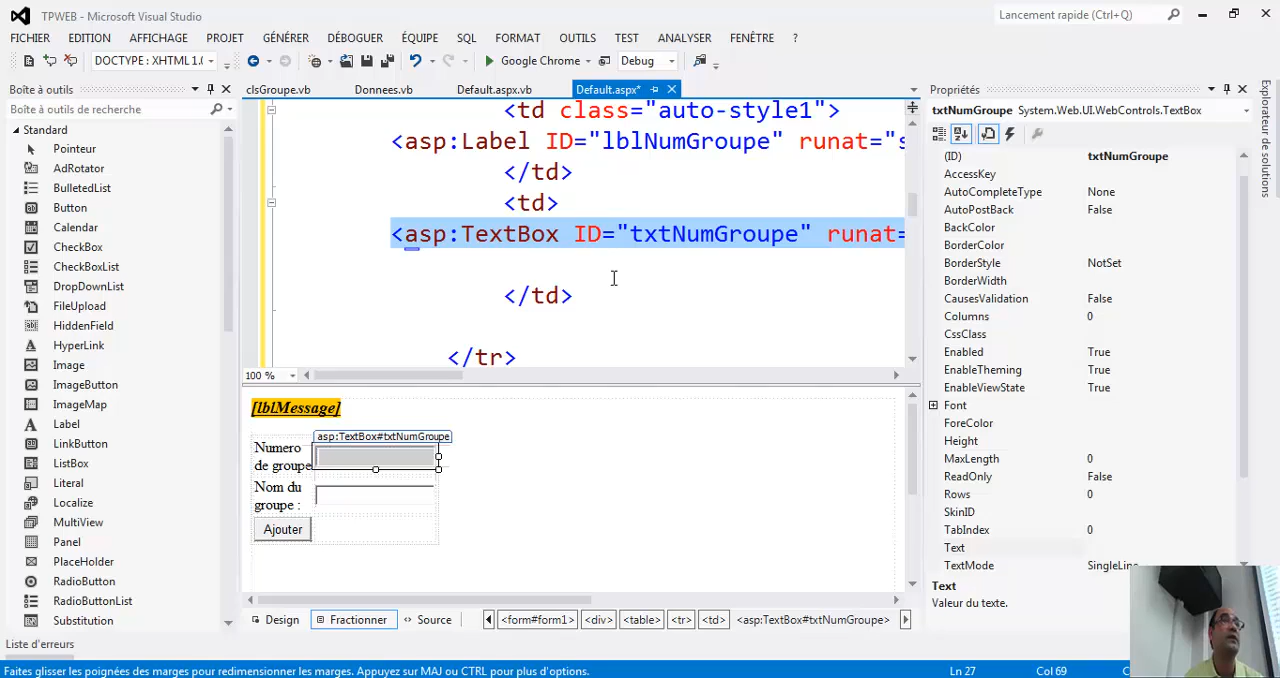 TPWEB - Microsoft Visual Studio
Lancement rapide (Ctrl+Q)
FICHIER EDITION AFFICHAGE PROJET GÉNÉRER DÉBOGUER ÉQUIPE SQL FORMAT OUTILS TEST ANALYSER FENÊTRE ?
DOCTYPE : XHTML 1.(
Google Chrome
Debug
Boîte à outils
Boîte à outils de recherche
Standard
Pointeur
AdRotator
BulletedList
Button
Calendar
CheckBox
CheckBoxList
DropDownList
FileUpload
HiddenField
HyperLink
Image
ImageButton
ImageMap
Label
LinkButton
ListBox
Literal
Localize
MultiView
Panel
PlaceHolder
RadioButton
RadioButtonList
Substitution
clsGroupe.vb Donnees.vb Default.aspx.vb Default.aspx*
<td class="auto-style1">
<asp:Label ID="lblNumGroupe" runat="s
</td>
<td>
<asp:TextBox ID="txtNumGroupe" runat=
</td>
</tr>
100 %
[lblMessage]
asp:TextBox#txtNumGroupe
Numero
de groupe
Nom du
groupe :
Ajouter
Design Fractionner Source <form#form1> <div> <table> <tr> <td> <asp:TextBox#txtNumGroupe>
Propriétés
txtNumGroupe System.Web.UI.WebControls.TextBox
(ID) txtNumGroupe
AccessKey
AutoCompleteType None
AutoPostBack False
BackColor
BorderColor
BorderStyle NotSet
BorderWidth
CausesValidation False
Columns 0
CssClass
Enabled True
EnableTheming True
EnableViewState True
Font
ForeColor
Height
MaxLength 0
ReadOnly False
Rows 0
SkinID
TabIndex 0
Text
TextMode SingleLine
Text
Valeur du texte.
Explorateur de solutions
Liste d'erreurs
Faites glisser les poignées des marges pour redimensionner les marges. Appuyez sur MAJ ou CTRL pour plus d'options.
Ln 27 Col 69